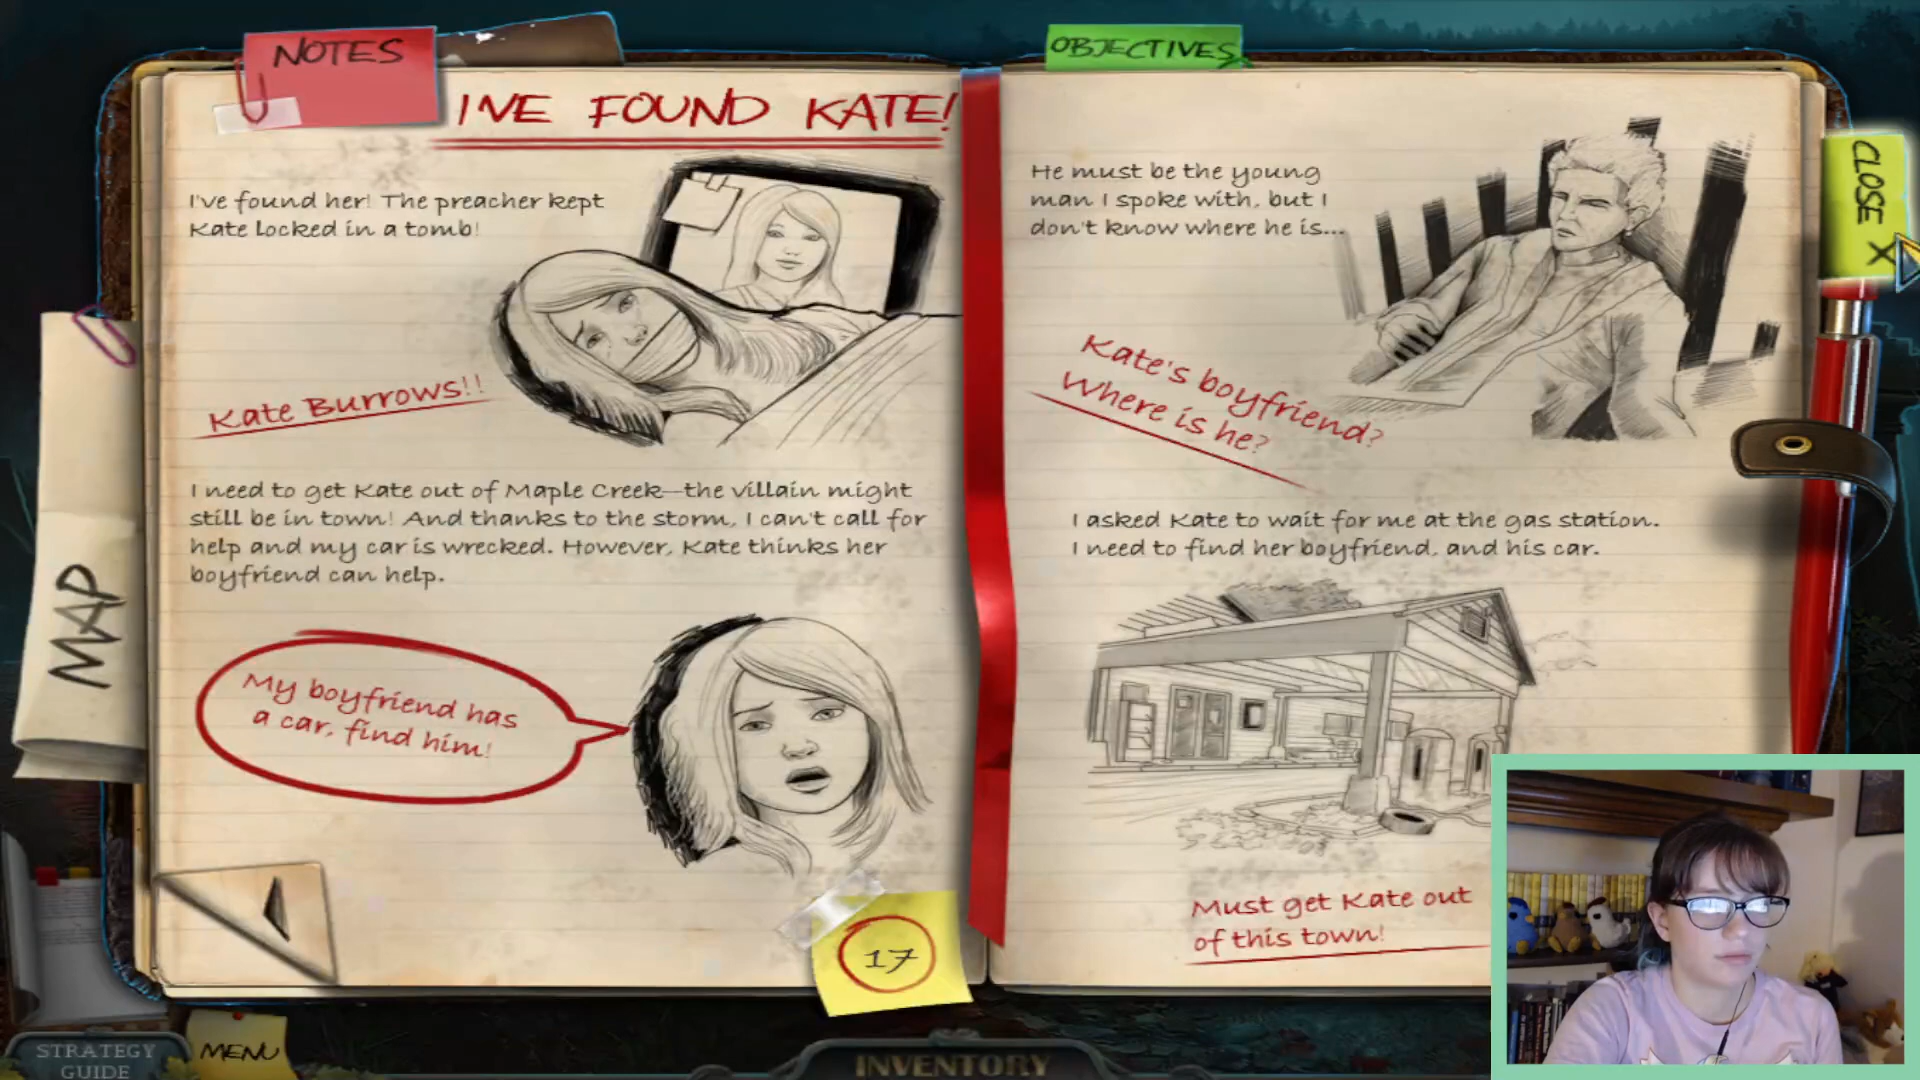 NOTES
OBJECTIVES
CLOSE X
MAP
I'VE FOUND KATE!
I've found her! The preacher kept
Kate locked in a tomb!
Kate Burrows!!
I need to get Kate out of Maple Creek—the villain might
still be in town! And thanks to the storm, I can't call for
help and my car is wrecked. However, Kate thinks her
boyfriend can help.
My boyfriend has
a car, find him!
17
He must be the young
man I spoke with, but I
don't know where he is...
Kate's boyfriend?
Where is he?
I asked Kate to wait for me at the gas station.
I need to find her boyfriend, and his car.
Must get Kate out
of this town!
STRATEGY
GUIDE
MENU
INVENTORY